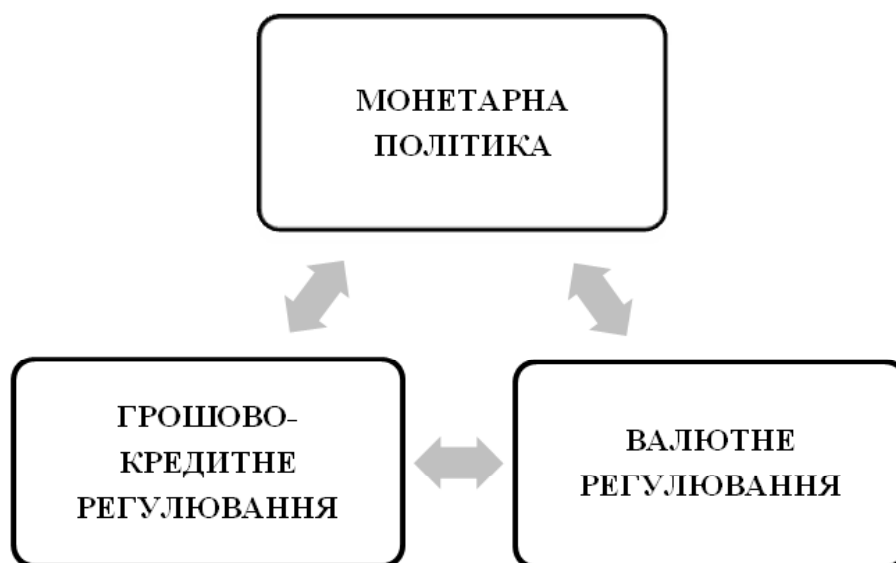 МОНЕТАРНА
ПОЛІТИКА
ГРОШОВО-
КРЕДИТНЕ
РЕГУЛЮВАННЯ
ВАЛЮТНЕ
РЕГУЛЮВАННЯ